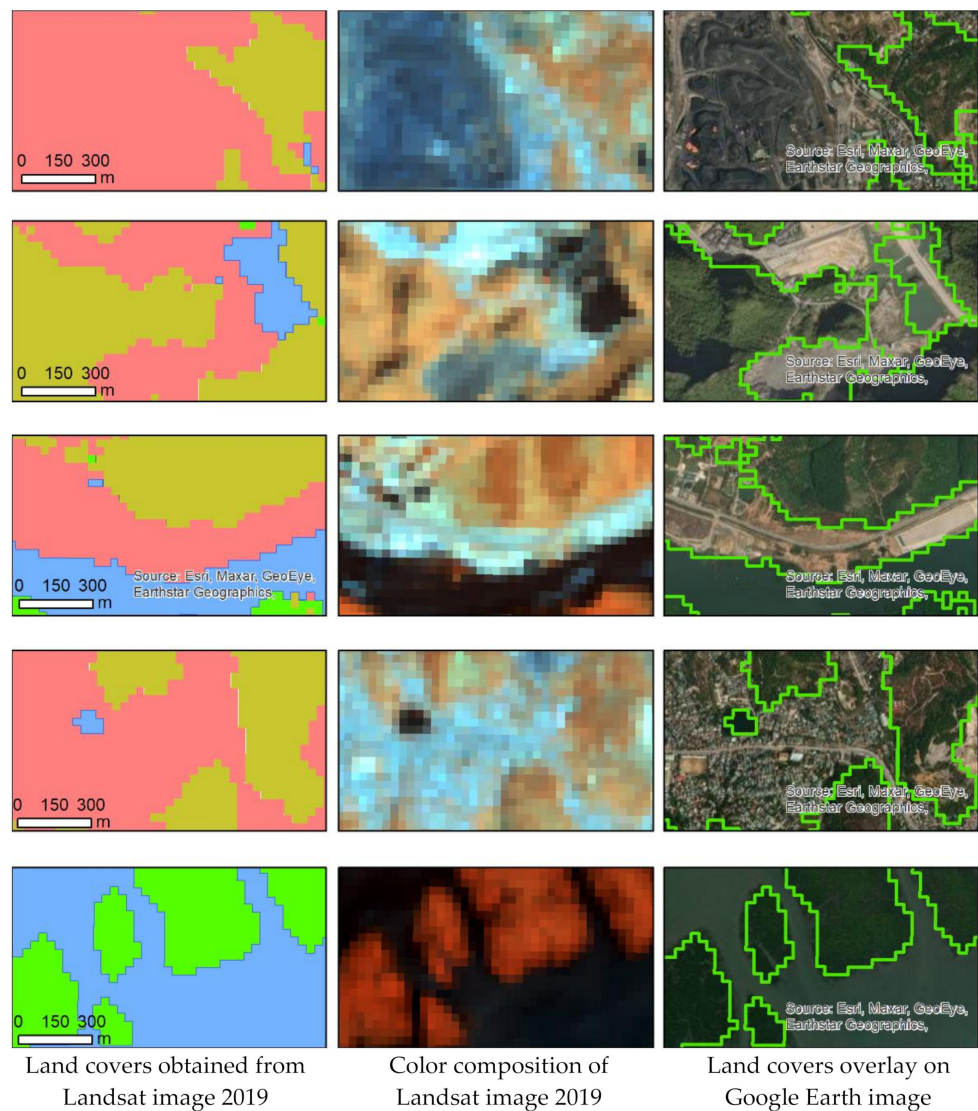 0 150 300
m
Source: Esri, Maxar, GeoEye,
Earthstar Geographics,
0 150 300
m
Source: Esri, Maxar, GeoEye,
Earthstar Geographics,
0 150 300
m
Source: Esri, Maxar, GeoEye,
Earthstar Geographics,
Source: Esri, Maxar, GeoEye,
Earthstar Geographics,
0 150 300
m
Source: Esri, Maxar, GeoEye,
Earthstar Geographics,
0 150 300
m
Source: Esri, Maxar, GeoEye,
Earthstar Geographics,
Land covers obtained from
Landsat image 2019
Color composition of
Landsat image 2019
Land covers overlay on
Google Earth image